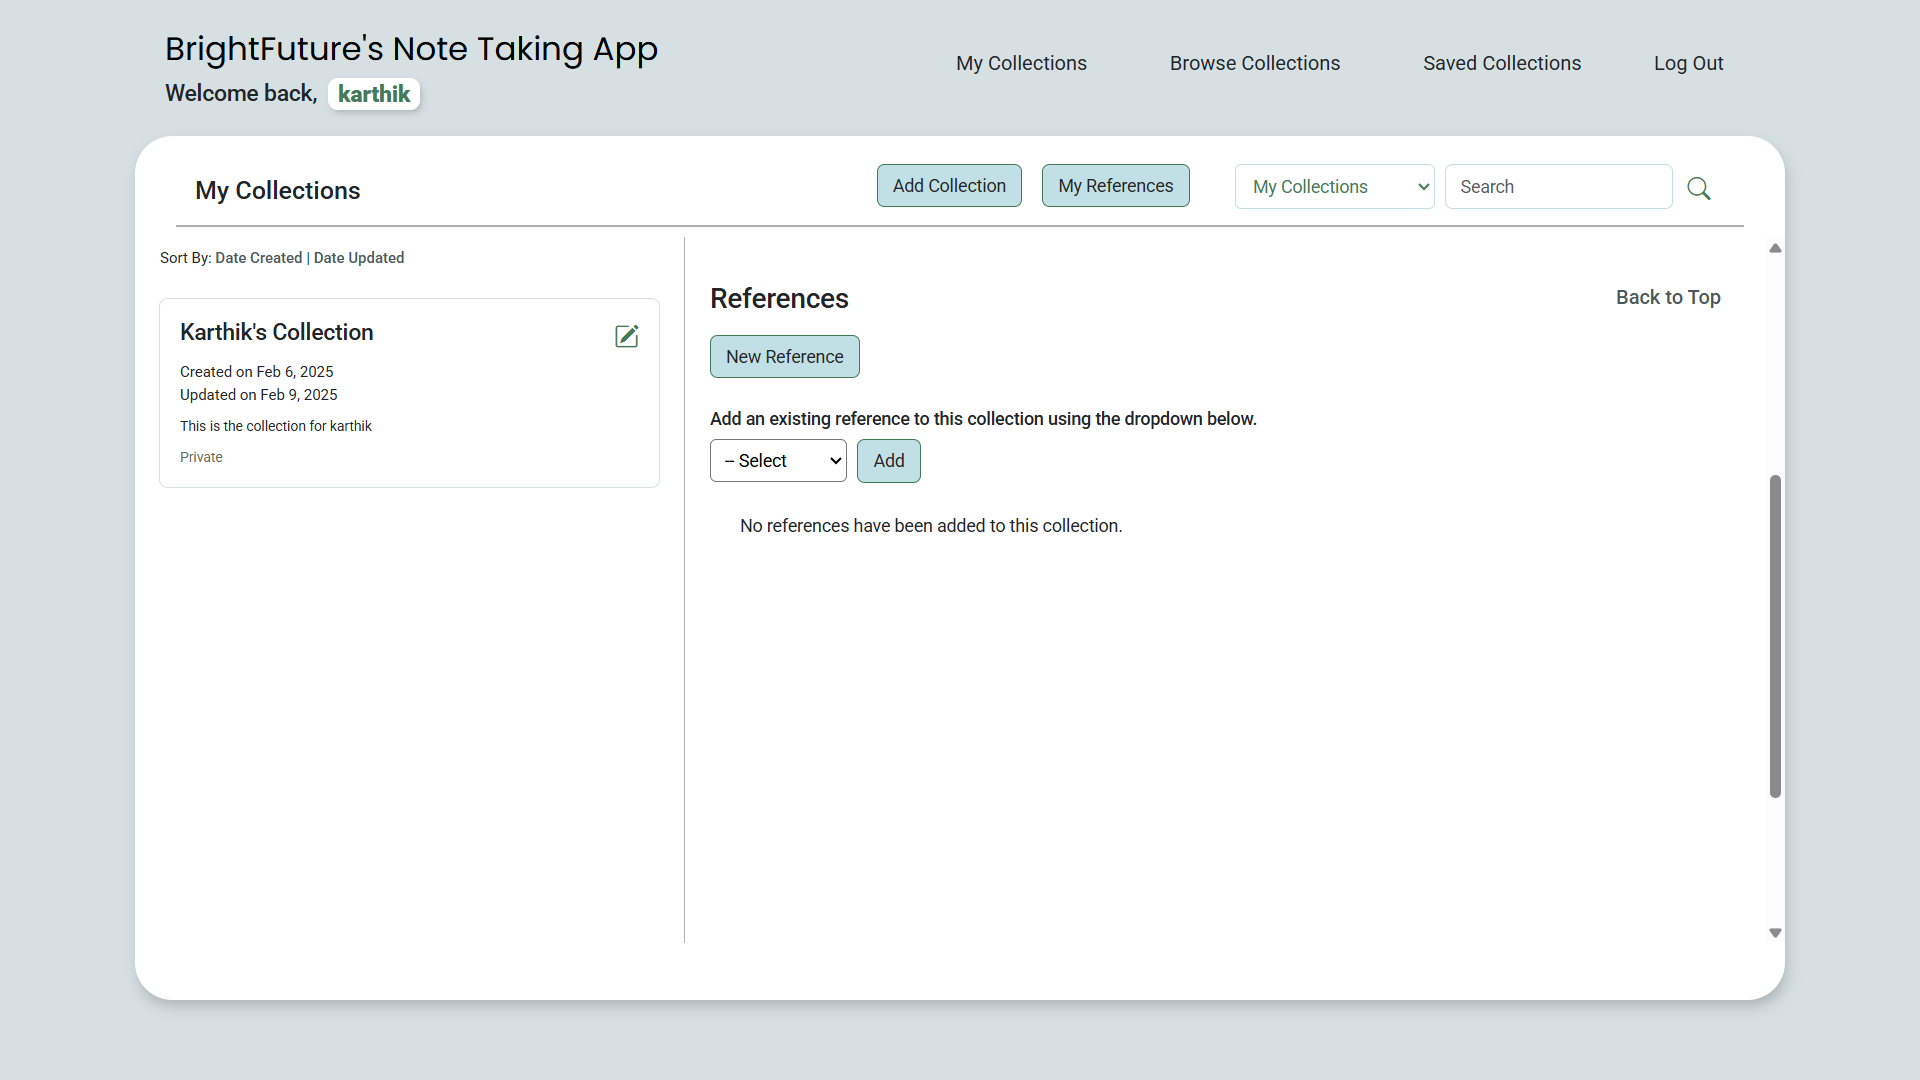 BrightFuture's Note Taking App
Welcome back, karthik
My Collections
Browse Collections
Saved Collections
Log Out
My Collections
Add Collection
My References
My Collections
Search
Sort By: Date Created | Date Updated
Karthik's Collection
Created on Feb 6, 2025
Updated on Feb 9, 2025
This is the collection for karthik
Private
References
Back to Top
New Reference
Add an existing reference to this collection using the dropdown below.
-- Select
Add
No references have been added to this collection.